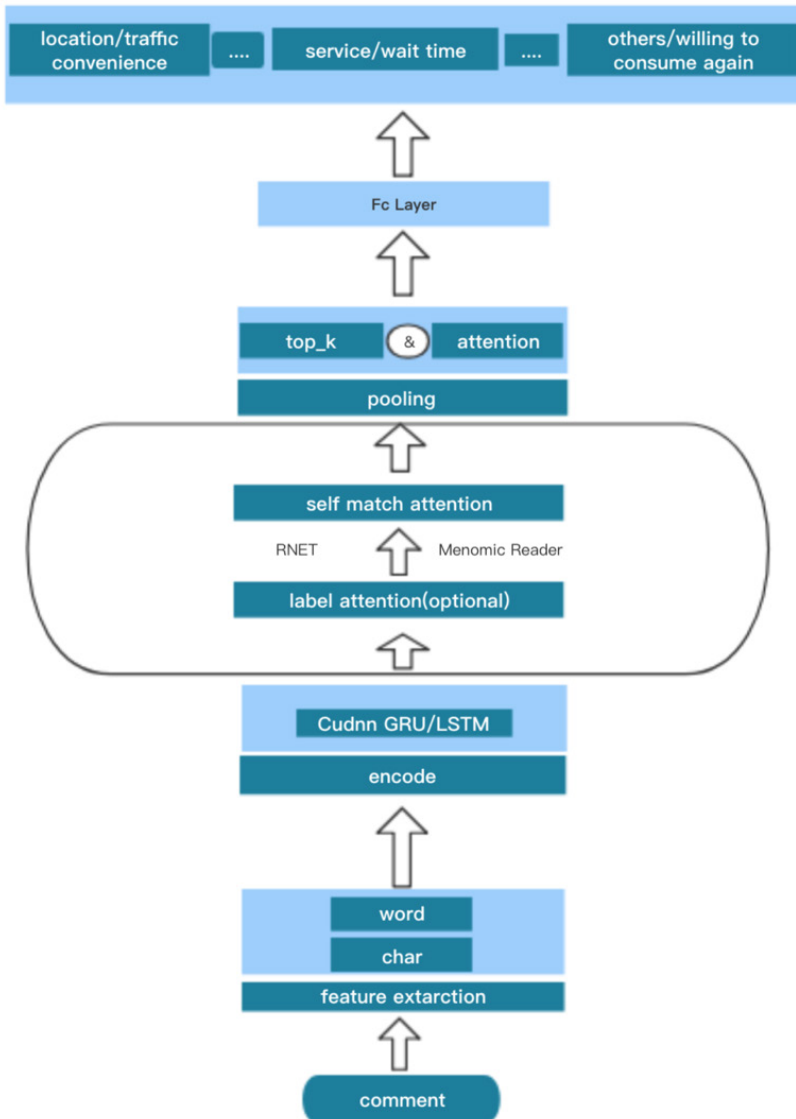 location/traffic
convenience
....
service/wait time
....
others/willing to
consume again
Fc Layer
top_k
&
attention
pooling
self match attention
RNET
Menomic Reader
label attention(optional)
Cudnn GRU/LSTM
encode
word
char
feature extarction
comment